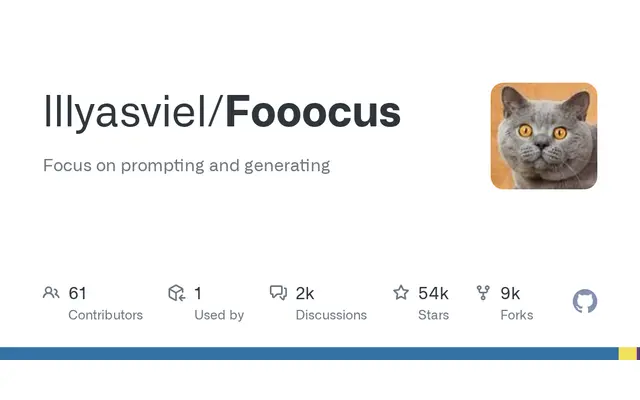 lllyasviel/Fooocus
Focus on prompting and generating
61
Contributors
1
Used by
2k
Discussions
54k
Stars
9k
Forks